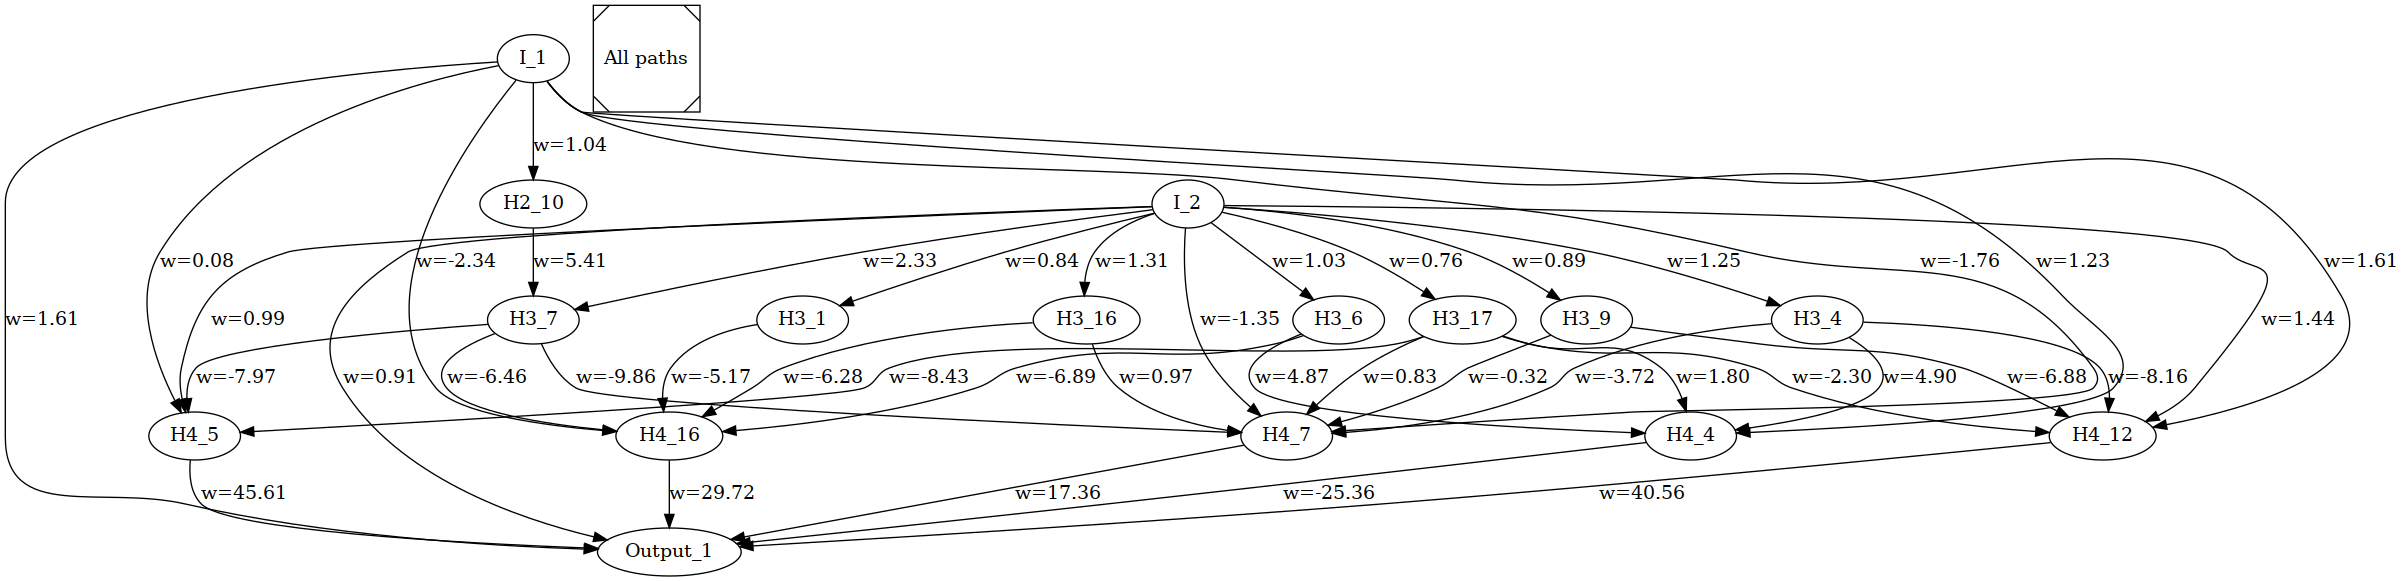 I_1
All paths
w=1.04
H2_10
I_2
w=0.08
w=-2.34
w=5.41
w=2.33
w=0.84
w=1.31
w=1.03
w=0.76
w=0.89
w=1.25
w=-1.76
w=1.23
w=1.61
w=1.61
w=0.99
H3_7
H3_1
H3_16
w=-1.35
H3_6
H3_17
H3_9
H3_4
w=1.44
w=-7.97
w=0.91
w=-6.46
w=-9.86
w=-5.17
w=-6.28
w=-8.43
w=-6.89
w=0.97
w=4.87
w=0.83
w=-0.32
w=-3.72
w=1.80
w=-2.30
w=4.90
w=-6.88
w=-8.16
H4_5
H4_16
H4_7
H4_4
H4_12
w=45.61
w=29.72
w=17.36
w=-25.36
w=40.56
Output_1